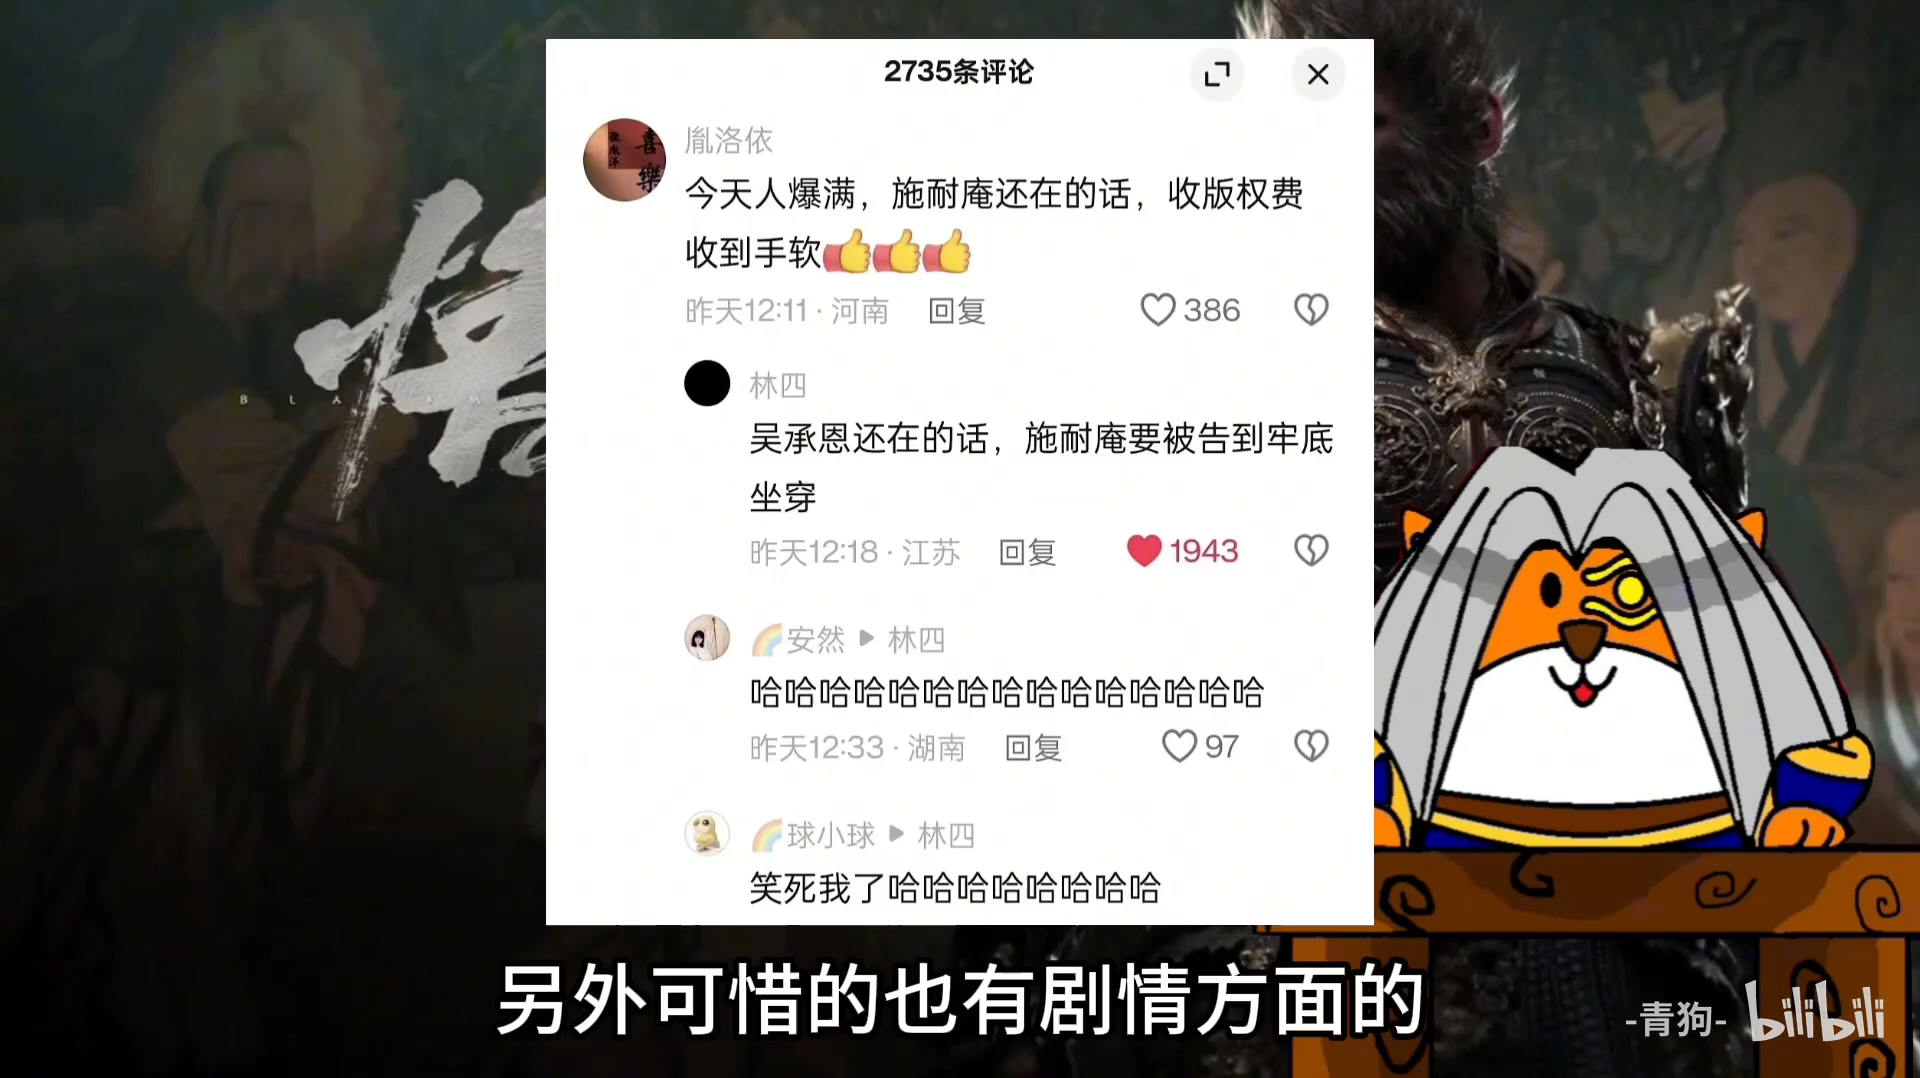 2735条评论
喜樂
胤洛依
今天人爆满，施耐庵还在的话，收版权费
收到手软👍👍👍
昨天12:11 · 河南 回复 386
林四
吴承恩还在的话，施耐庵要被告到牢底
坐穿
昨天12:18 · 江苏 回复 1943
🌈安然 ▶ 林四
哈哈哈哈哈哈哈哈哈哈哈哈哈哈哈
昨天12:33 · 湖南 回复 97
🌈球小球 ▶ 林四
笑死我了哈哈哈哈哈哈哈哈
悟
另外可惜的也有剧情方面的
-青狗- bilibili